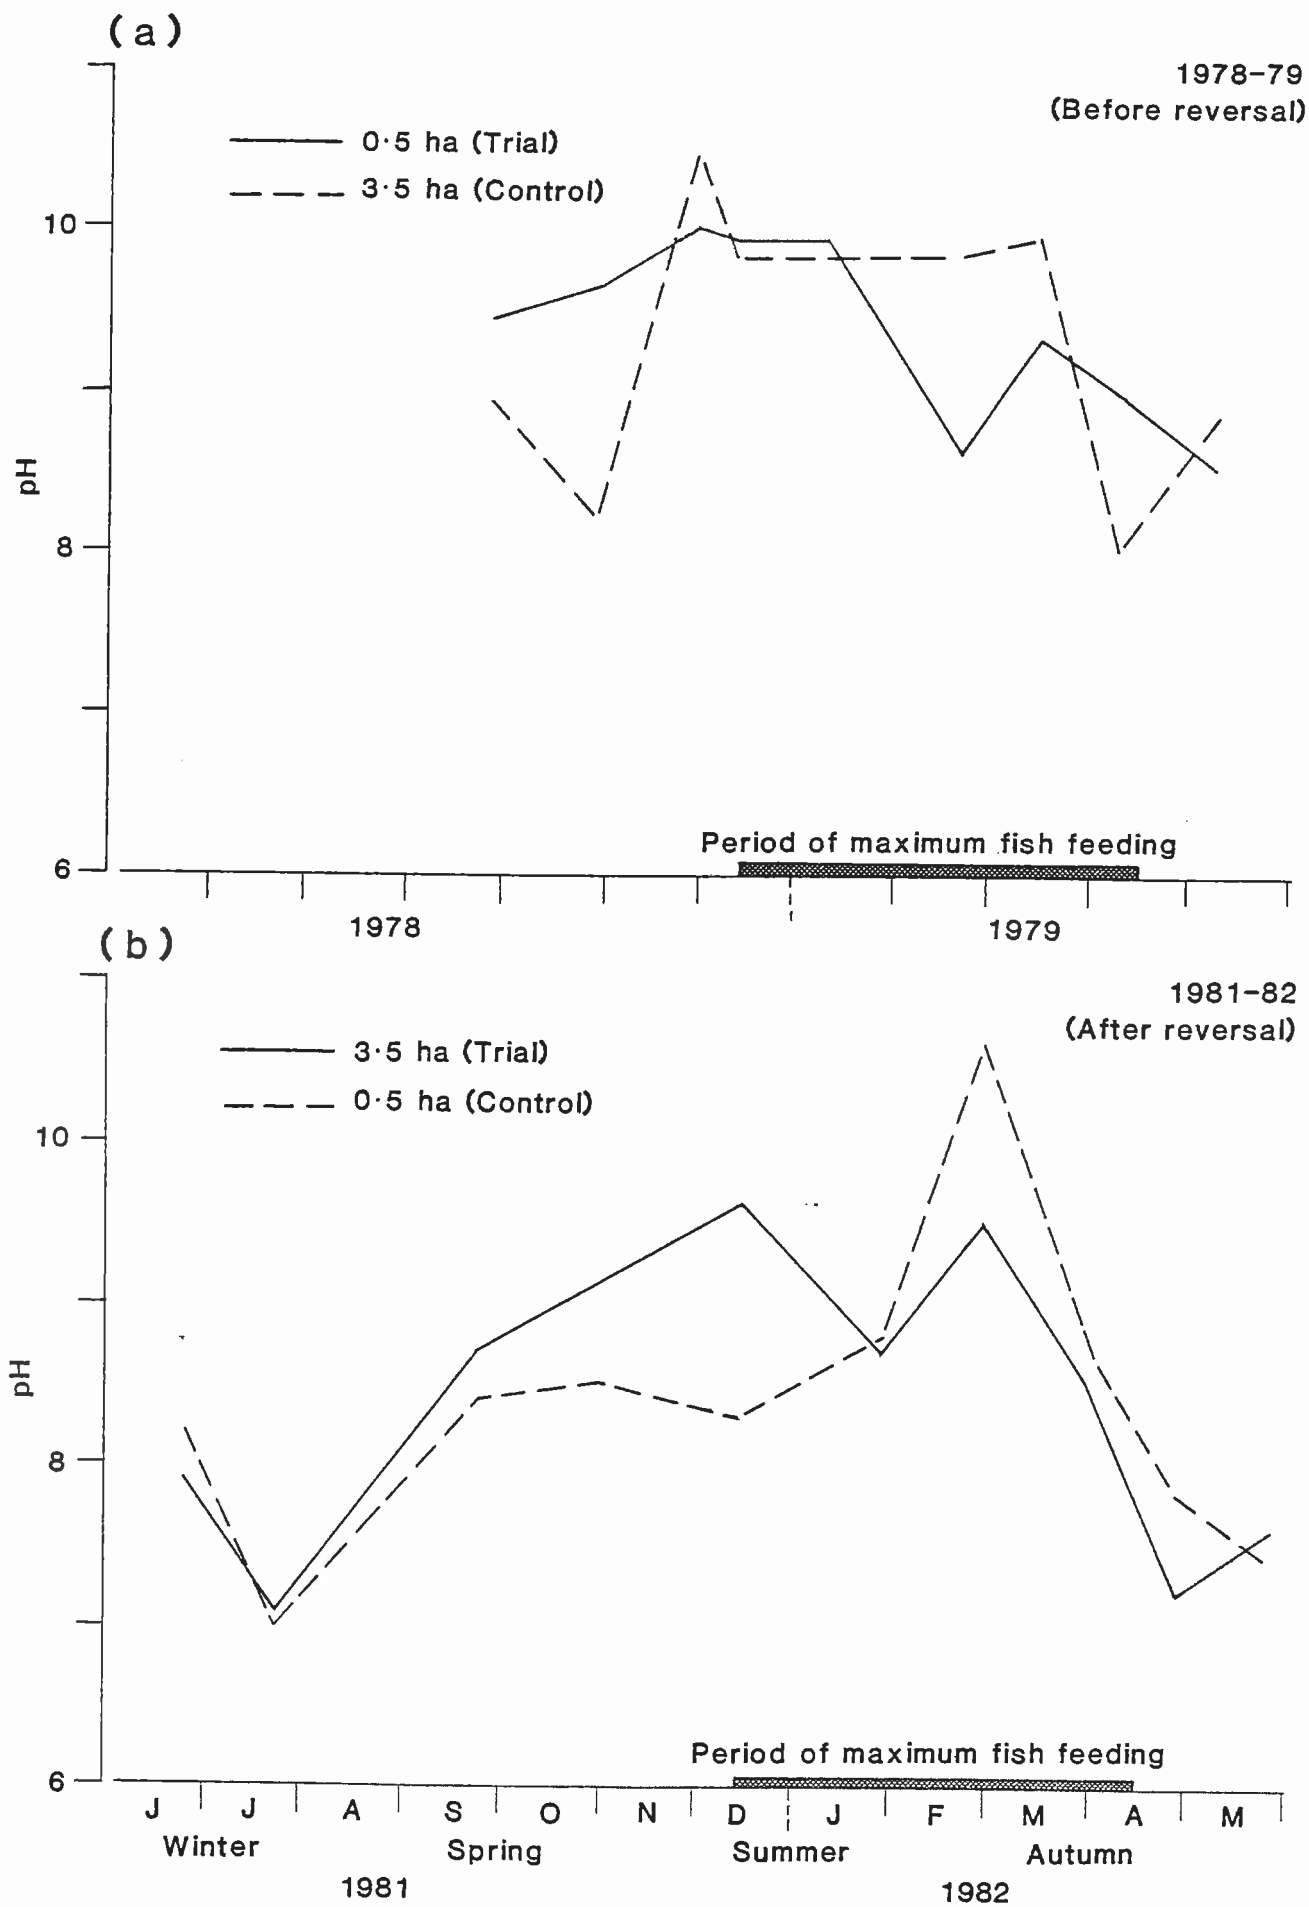 (a)
1978-79
(Before reversal)
0·5 ha (Trial)
3·5 ha (Control)
10
pH
8
Period of maximum fish feeding
6
1978
1979
(b)
1981-82
(After reversal)
3·5 ha (Trial)
0·5 ha (Control)
10
pH
8
Period of maximum fish feeding
6
J J A S O N D J F M A M
Winter Spring Summer Autumn
1981 1982